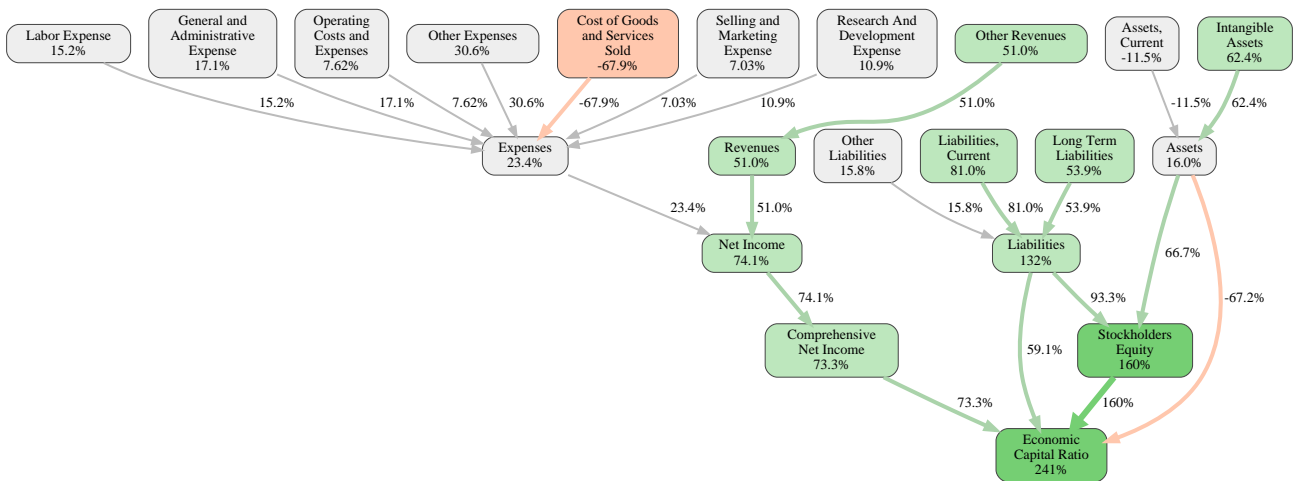 Labor Expense
15.2%
General and
Administrative
Expense
17.1%
Operating
Costs and
Expenses
7.62%
Other Expenses
30.6%
Cost of Goods
and Services
Sold
-67.9%
Selling and
Marketing
Expense
7.03%
Research And
Development
Expense
10.9%
Other Revenues
51.0%
Assets,
Current
-11.5%
Intangible
Assets
62.4%
15.2%
17.1%
7.62%
30.6%
-67.9%
7.03%
10.9%
51.0%
-11.5%
62.4%
Expenses
23.4%
Revenues
51.0%
Other
Liabilities
15.8%
Liabilities,
Current
81.0%
Long Term
Liabilities
53.9%
Assets
16.0%
23.4%
51.0%
15.8%
81.0%
53.9%
Net Income
74.1%
Liabilities
132%
66.7%
74.1%
93.3%
-67.2%
Comprehensive
Net Income
73.3%
59.1%
Stockholders
Equity
160%
73.3%
160%
Economic
Capital Ratio
241%